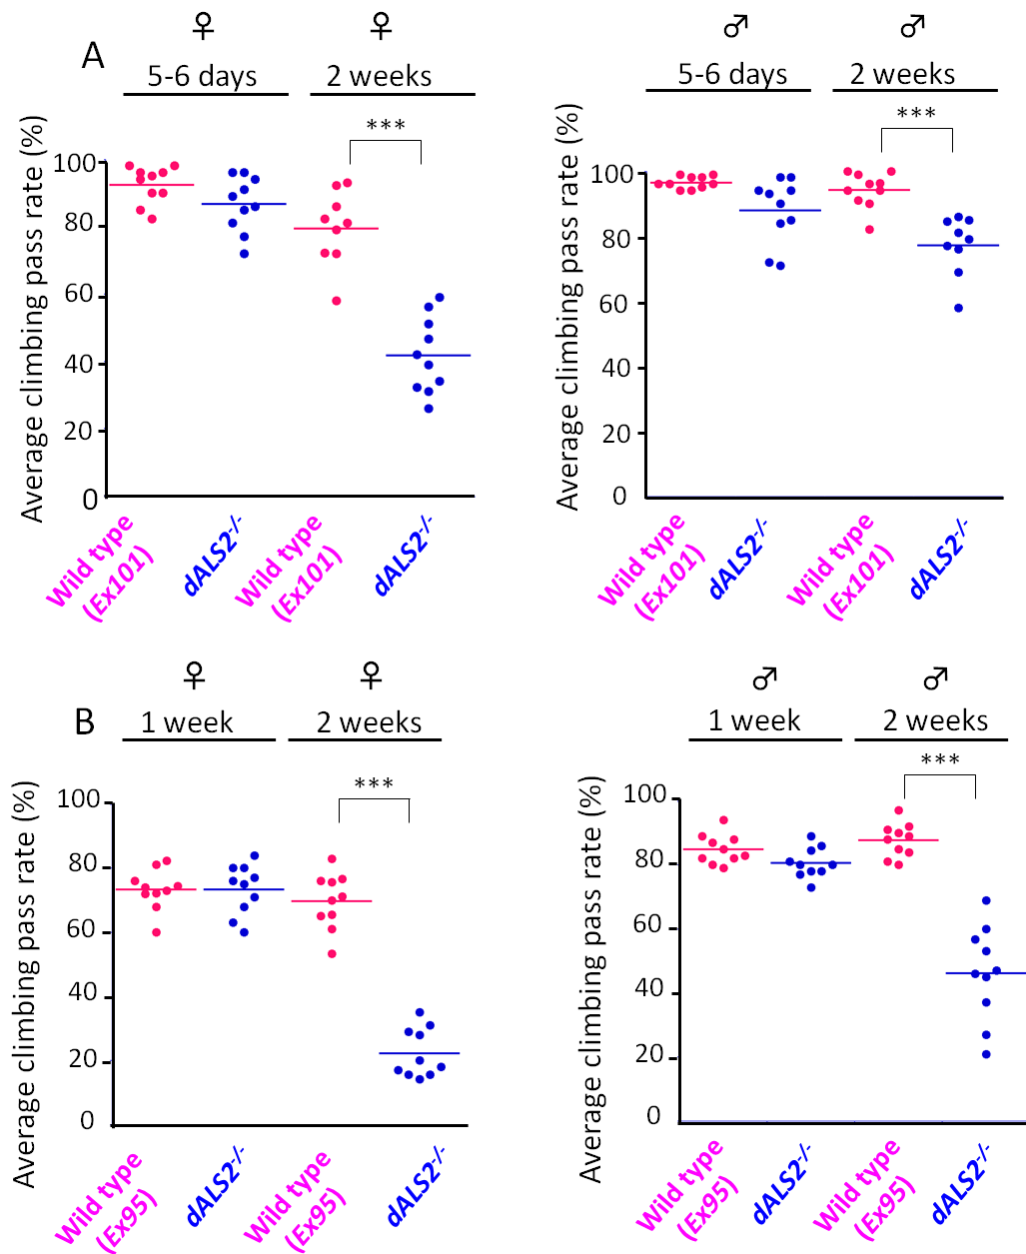 ♀ ♀
A
5-6 days 2 weeks
***
Average climbing pass rate (%)
100
80
60
40
20
0
Wild type
(Ex101)
dALS2-/-
Wild type
(Ex101)
dALS2-/-
♂ ♂
5-6 days 2 weeks
***
Average climbing pass rate (%)
100
80
60
40
20
0
Wild type
(Ex101)
dALS2-/-
Wild type
(Ex101)
dALS2-/-
♀ ♀
B
1 week 2 weeks
***
Average climbing pass rate (%)
100
80
60
40
20
0
Wild type
(Ex95)
dALS2-/-
Wild type
(Ex95)
dALS2-/-
♂ ♂
1 week 2 weeks
***
Average climbing pass rate (%)
100
80
60
40
20
0
Wild type
(Ex95)
dALS2-/-
Wild type
(Ex95)
dALS2-/-